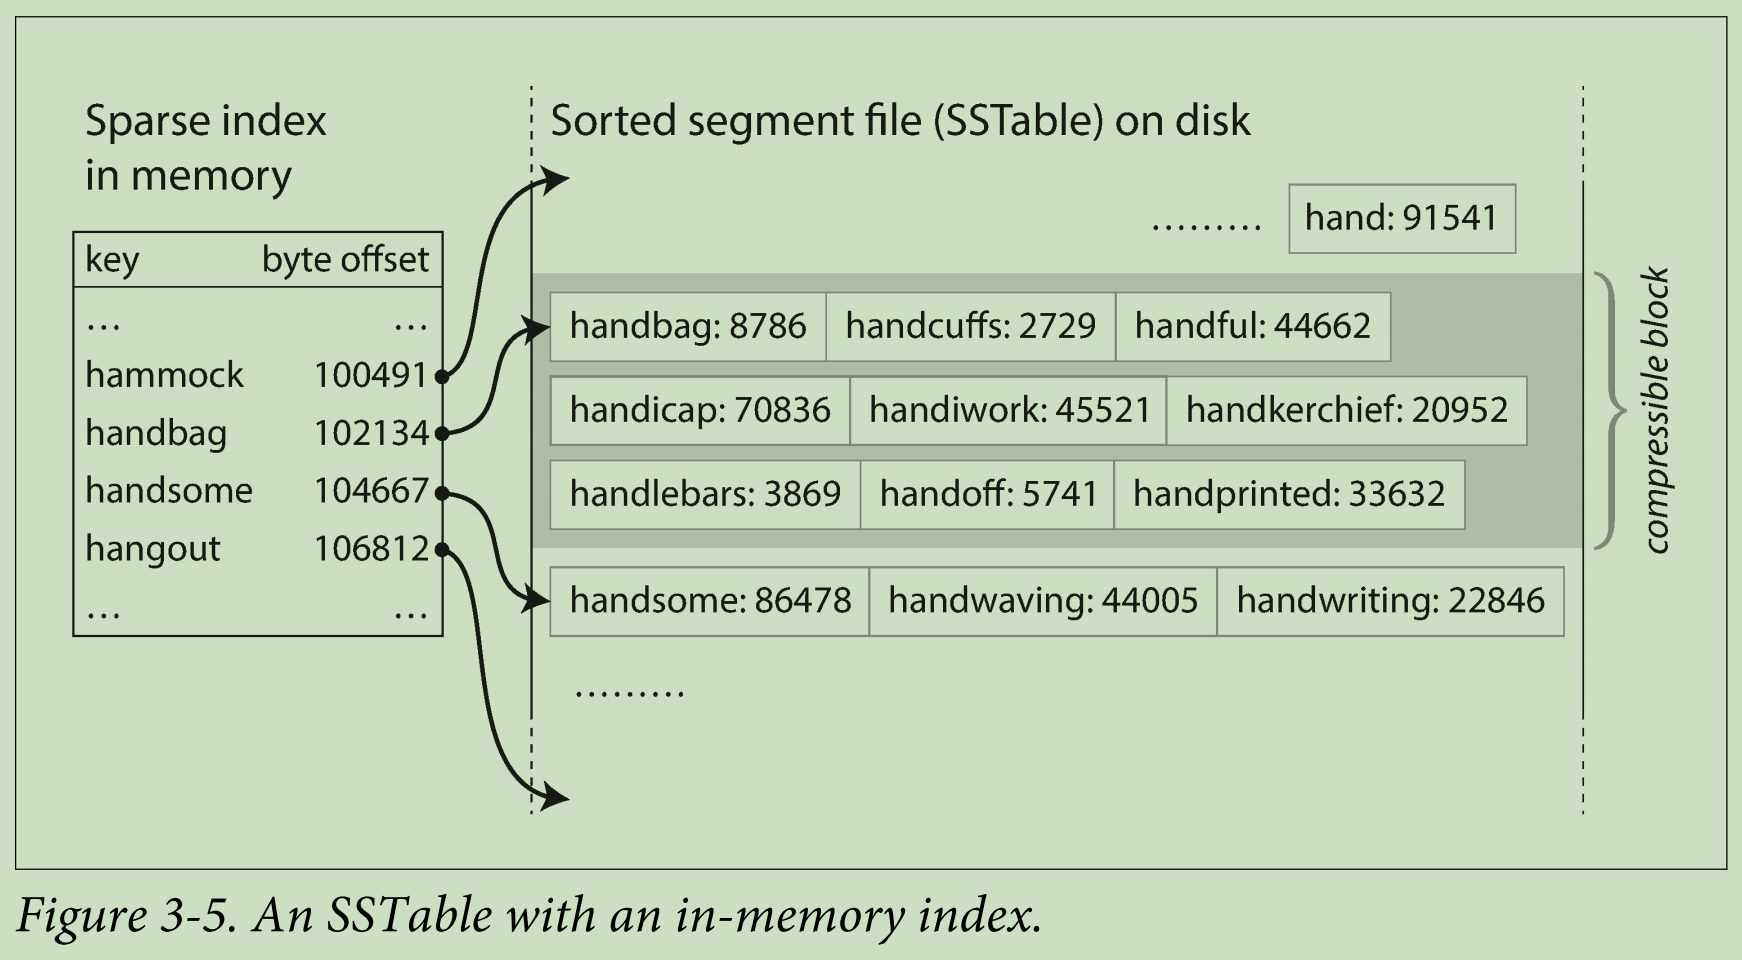 Sparse index
in memory
key byte offset
... ...
hammock 100491
handbag 102134
handsome 104667
hangout 106812
... ...
Sorted segment file (SSTable) on disk
......... hand: 91541
handbag: 8786 handcuffs: 2729 handful: 44662
handicap: 70836 handiwork: 45521 handkerchief: 20952
handlebars: 3869 handoff: 5741 handprinted: 33632
handsome: 86478 handwaving: 44005 handwriting: 22846
.........
compressible block
Figure 3-5. An SSTable with an in-memory index.